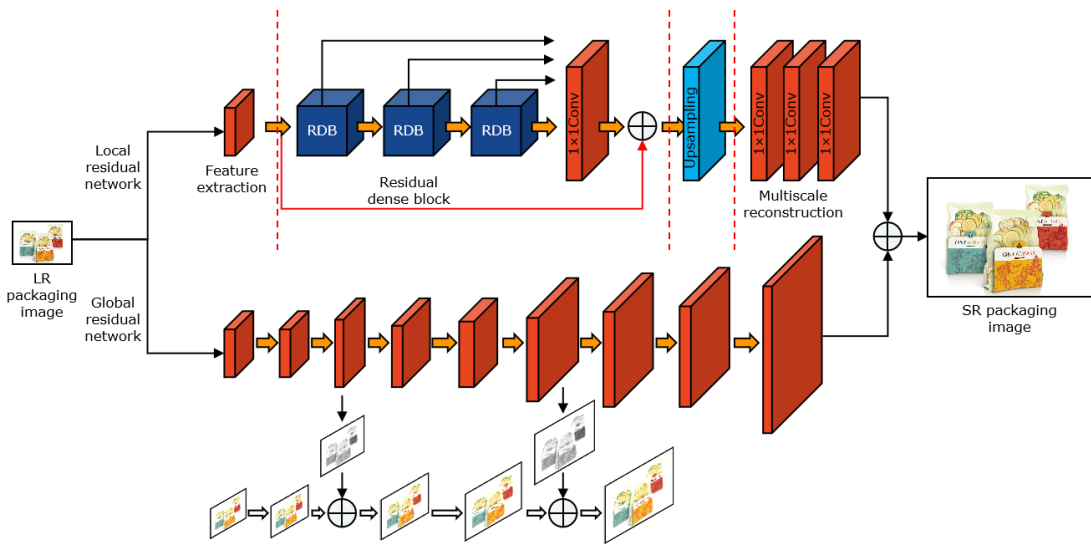 RDB
RDB
RDB
1×1Conv
Upsampling
1×1Conv
1×1Conv
1×1Conv
Local
residual
network
Feature
extraction
Residual
dense block
Multiscale
reconstruction
LR
packaging
image
Global
residual
network
SR packaging
image